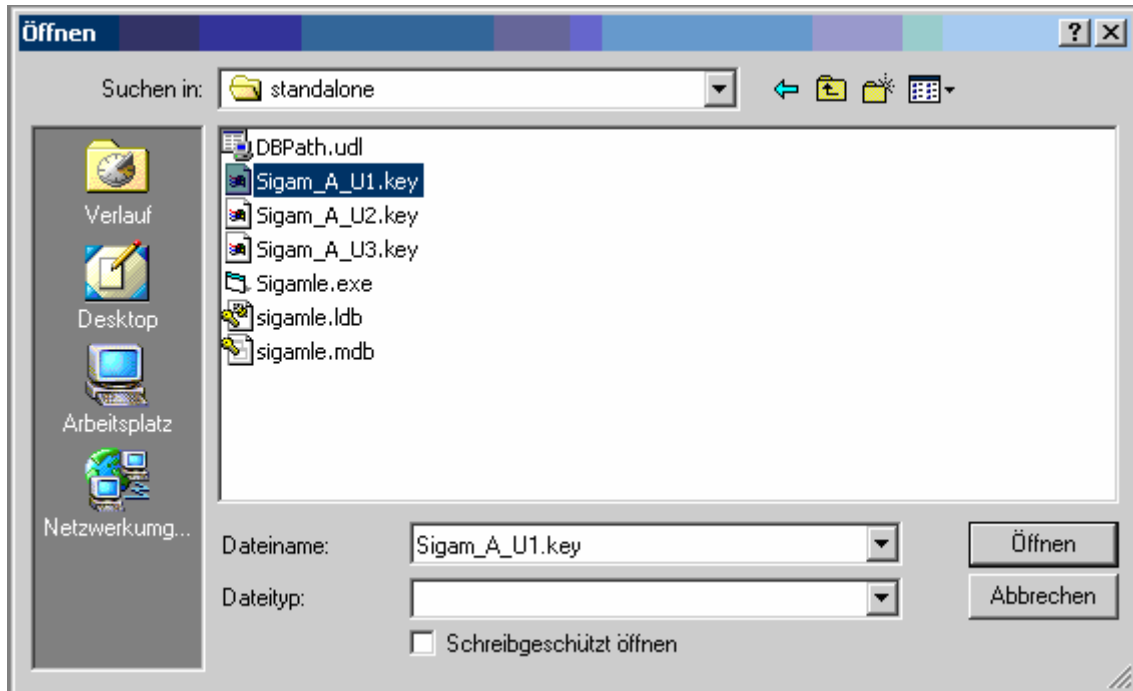 Öffnen
Suchen in: standalone
Verlauf
Desktop
Arbeitsplatz
Netzwerkumg...
DBPath.udl
Sigam_A_U1.key
Sigam_A_U2.key
Sigam_A_U3.key
Sigamle.exe
sigamle.ldb
sigamle.mdb
Dateiname: Sigam_A_U1.key Öffnen
Dateityp: Abbrechen
Schreibgeschützt öffnen